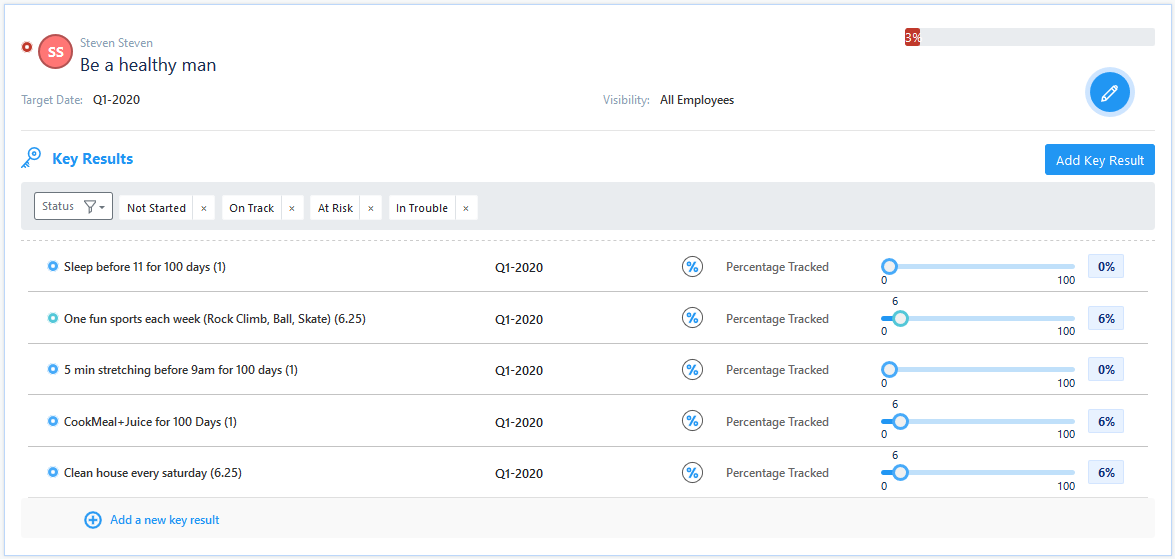 SS
Steven Steven
3%
Be a healthy man
Target Date: Q1-2020 Visibility: All Employees
Key Results
Add Key Result
Status Not Started × On Track × At Risk × In Trouble ×
Sleep before 11 for 100 days (1) Q1-2020 % Percentage Tracked 0 100 0%
6
One fun sports each week (Rock Climb, Ball, Skate) (6.25) Q1-2020 % Percentage Tracked 0 100 6%
5 min stretching before 9am for 100 days (1) Q1-2020 % Percentage Tracked 0 100 0%
6
CookMeal+Juice for 100 Days (1) Q1-2020 % Percentage Tracked 0 100 6%
6
Clean house every saturday (6.25) Q1-2020 % Percentage Tracked 0 100 6%
Add a new key result